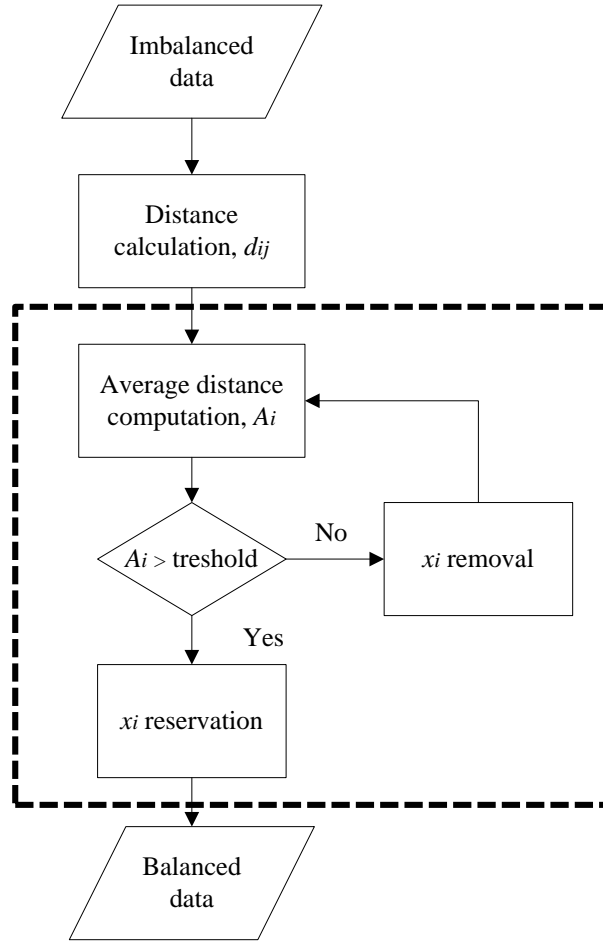 Imbalanced
data
Distance
calculation, dij
Average distance
computation, Ai
Ai > treshold
No
xi removal
Yes
xi reservation
Balanced
data